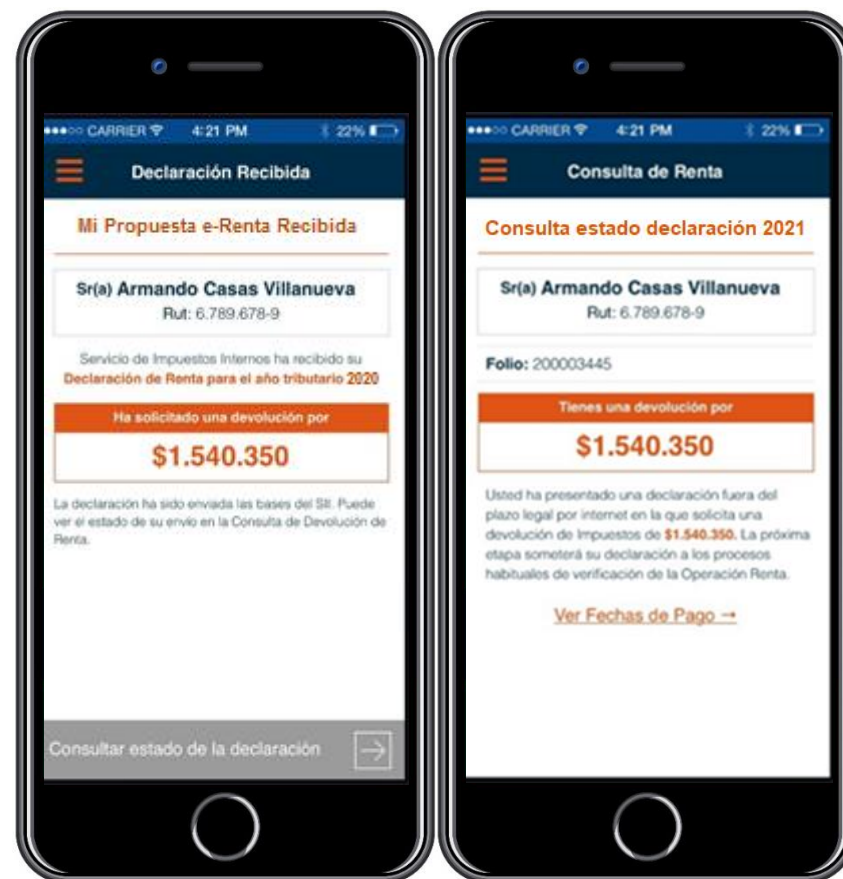 CARRIER 4:21 PM 22%
Declaración Recibida
Mi Propuesta e-Renta Recibida
Sr(a) Armando Casas Villanueva
Rut: 6.789.678-9
Servicio de Impuestos Internos ha recibido su
Declaración de Renta para el año tributario 2020
Ha solicitado una devolución por
$1.540.350
La declaración ha sido enviada las bases del SII. Puede
ver el estado de su envío en la Consulta de Devolución de
Renta.
Consultar estado de la declaración
CARRIER 4:21 PM 22%
Consulta de Renta
Consulta estado declaración 2021
Sr(a) Armando Casas Villanueva
Rut: 6.789.678-9
Folio: 200003445
Tienes una devolución por
$1.540.350
Usted ha presentado una declaración fuera del
plazo legal por internet en la que solicita una
devolución de Impuestos de $1.540.350. La próxima
etapa someterá su declaración a los procesos
habituales de verificación de la Operación Renta.
Ver Fechas de Pago →